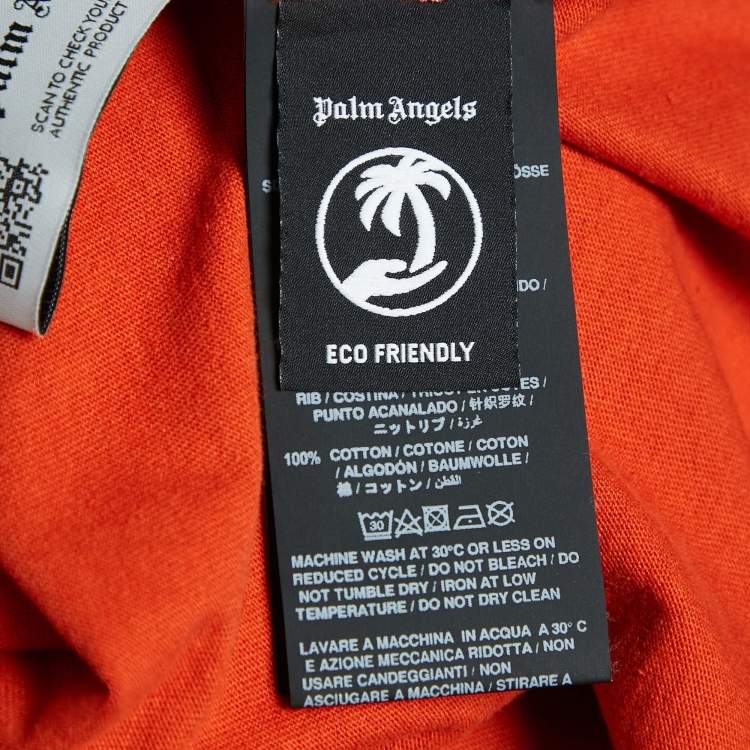 Palm A
SCAN TO CHECK YOUR
AUTHENTIC PRODUCT
Palm Angels
ECO FRIENDLY
RIB / COSTINA / TRICOT EN CÔTES /
PUNTO ACANALADO / 针织罗纹 /
ニットリブ / غرزة /
100% COTTON / COTONE / COTON
/ ALGODÓN / BAUMWOLLE /
棉 / コットン / القطن /
30
MACHINE WASH AT 30°C OR LESS ON
REDUCED CYCLE / DO NOT BLEACH / DO
NOT TUMBLE DRY / IRON AT LOW
TEMPERATURE / DO NOT DRY CLEAN
LAVARE A MACCHINA IN ACQUA A 30° C
E AZIONE MECCANICA RIDOTTA / NON
USARE CANDEGGIANTI / NON
ASCIUGARE A MACCHINA / STIRARE A